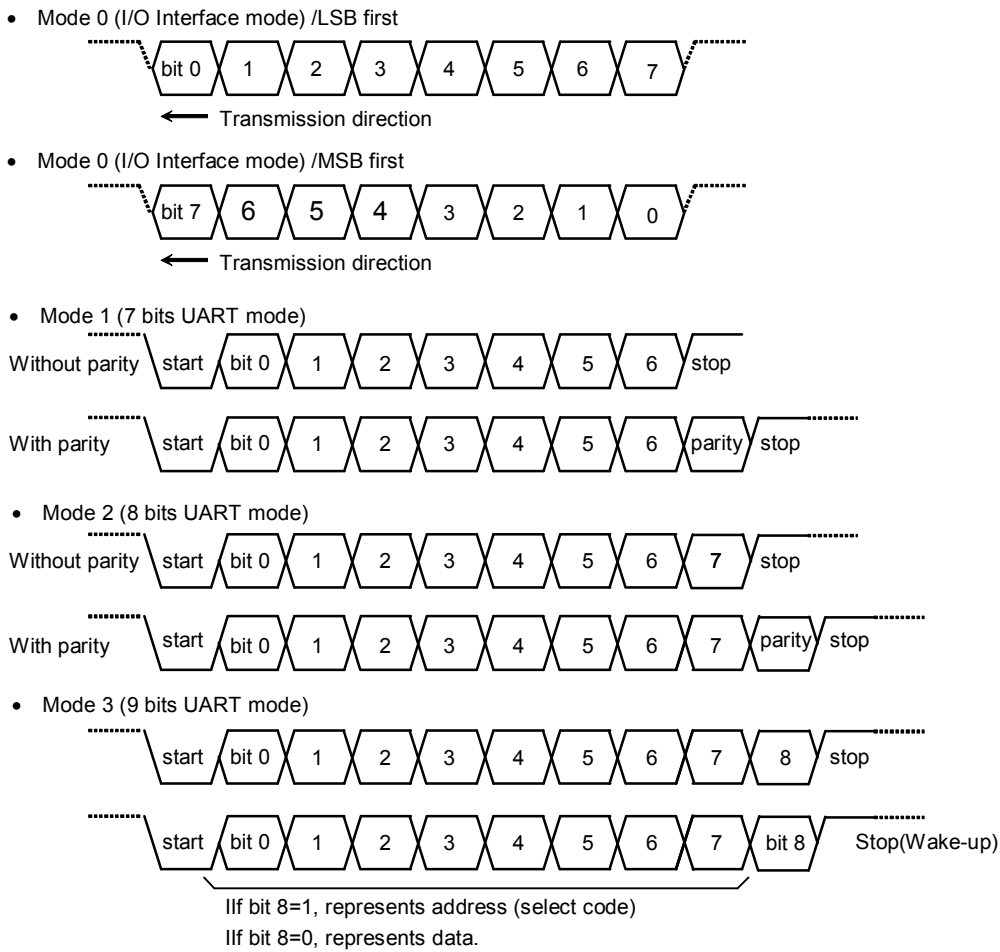 • Mode 0 (I/O Interface mode) /LSB first
bit 0 1 2 3 4 5 6 7
Transmission direction
• Mode 0 (I/O Interface mode) /MSB first
bit 7 6 5 4 3 2 1 0
Transmission direction
• Mode 1 (7 bits UART mode)
Without parity start bit 0 1 2 3 4 5 6 stop
With parity start bit 0 1 2 3 4 5 6 parity stop
• Mode 2 (8 bits UART mode)
Without parity start bit 0 1 2 3 4 5 6 7 stop
With parity start bit 0 1 2 3 4 5 6 7 parity stop
• Mode 3 (9 bits UART mode)
start bit 0 1 2 3 4 5 6 7 8 stop
start bit 0 1 2 3 4 5 6 7 bit 8 Stop(Wake-up)
IIf bit 8=1, represents address (select code)
IIf bit 8=0, represents data.